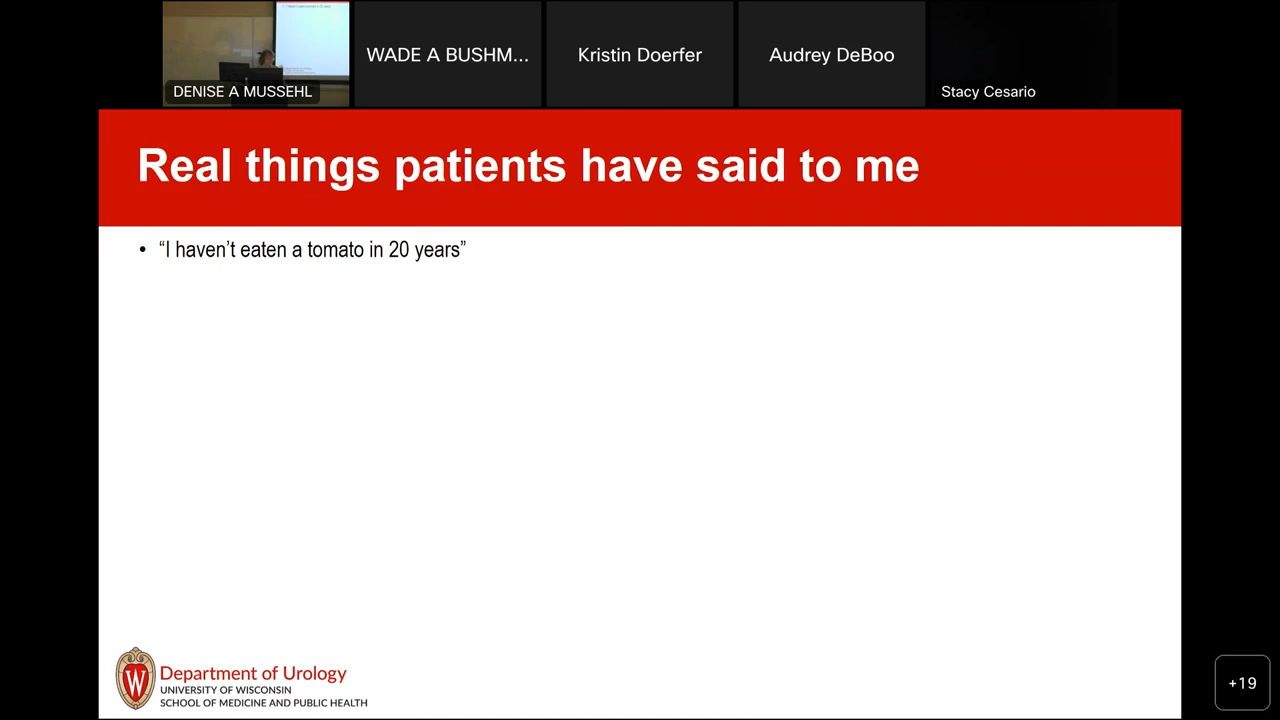 DENISE A MUSSEHL
WADE A BUSHM...
Kristin Doerfer
Audrey DeBoo
Stacy Cesario
Real things patients have said to me
• “I haven’t eaten a tomato in 20 years”
W
Department of Urology
UNIVERSITY OF WISCONSIN
SCHOOL OF MEDICINE AND PUBLIC HEALTH
+19